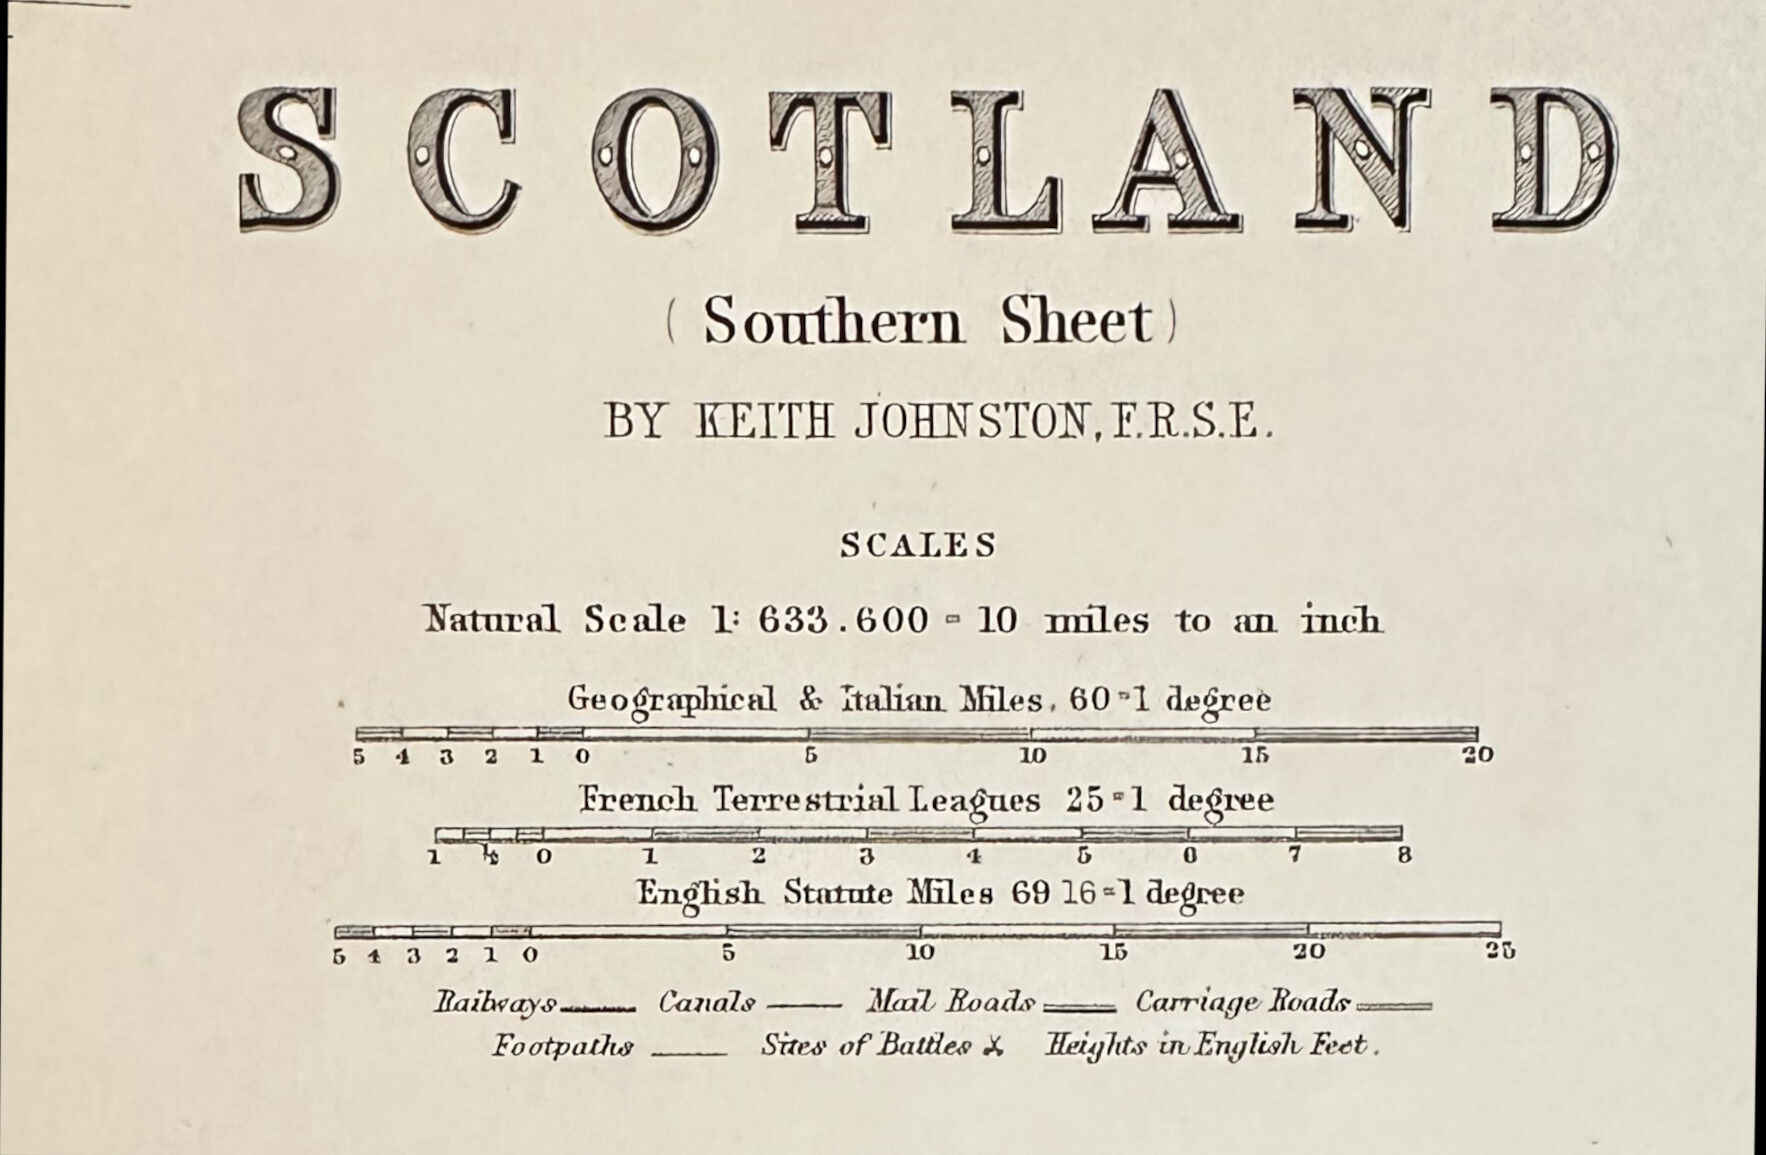 SCOTLAND
(Southern Sheet)
BY KEITH JOHNSTON, F.R.S.E.
SCALES
Natural Scale 1: 633.600 = 10 miles to an inch
Geographical & Italian Miles, 60 = 1 degree
5 4 3 2 1 0 5 10 15 20
French Terrestrial Leagues 25 = 1 degree
1 ½ 0 1 2 3 4 5 6 7 8
English Statute Miles 69 16 = 1 degree
5 4 3 2 1 0 5 10 15 20 25
Railways Canals Mail Roads Carriage Roads
Footpaths Sites of Battles Heights in English Feet.